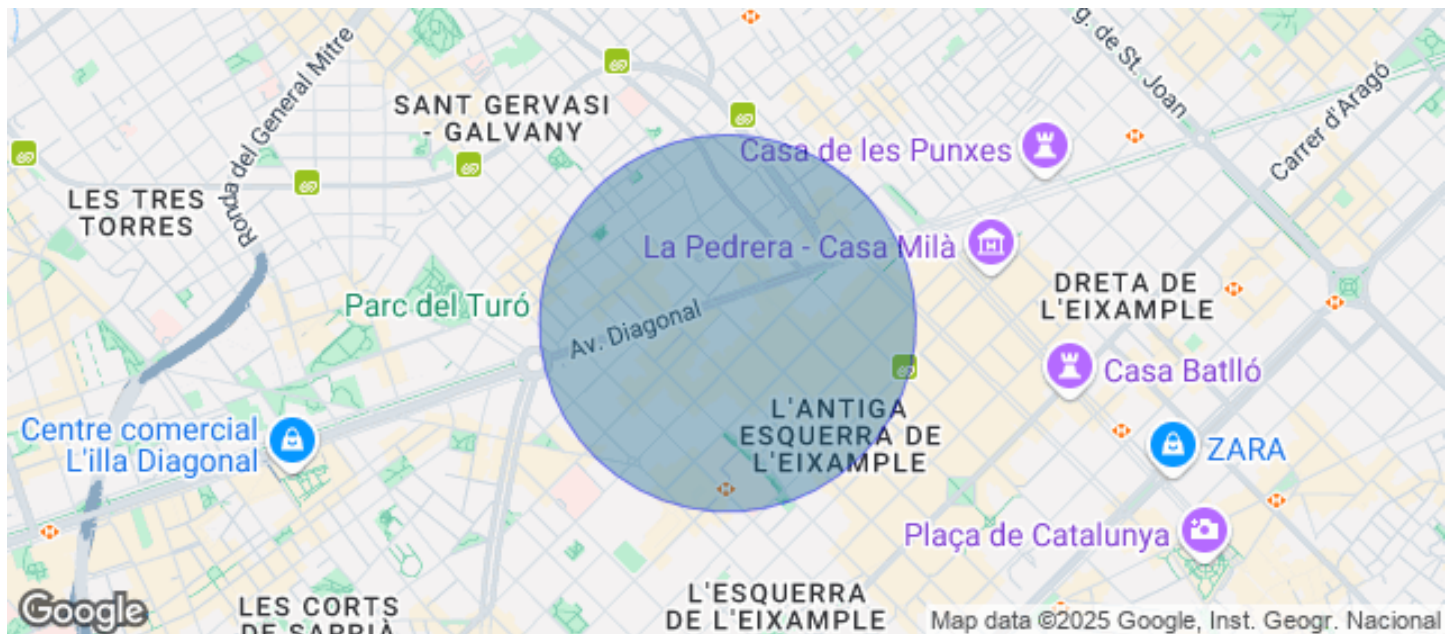 g. de St. Joan
Carrer d'Aragó
Ronda del General Mitre
SANT GERVASI
- GALVANY
Casa de les Punxes
LES TRES
TORRES
La Pedrera - Casa Milà
DRETA DE
L'EIXAMPLE
Parc del Turó
Av. Diagonal
Casa Batlló
L'ANTIGA
ESQUERRA DE
L'EIXAMPLE
Centre comercial
L'illa Diagonal
ZARA
Plaça de Catalunya
L'ESQUERRA
DE L'EIXAMPLE
LES CORTS
DE SARRIÀ
Google
Map data ©2025 Google, Inst. Geogr. Nacional